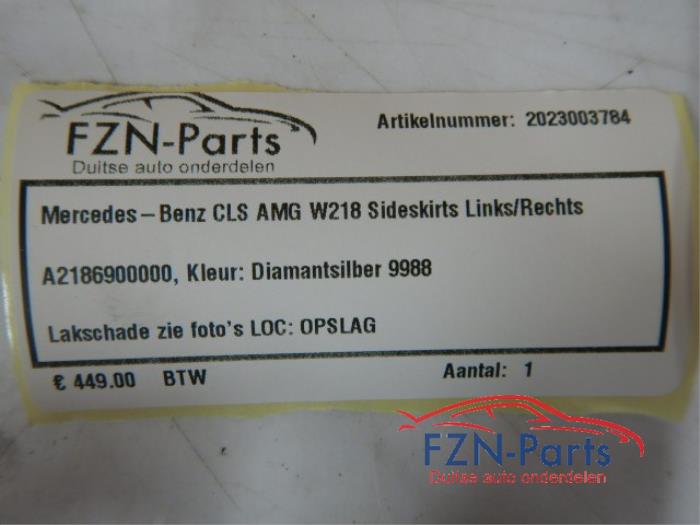 FZN-Parts
Duitse auto onderdelen
Artikelnummer: 2023003784
Mercedes-Benz CLS AMG W218 Sideskirts Links/Rechts
A2186900000, Kleur: Diamantsilber 9988
Lakschade zie foto's LOC: OPSLAG
€ 449.00 BTW
Aantal: 1
FZN-Parts
Duitse auto onderdelen